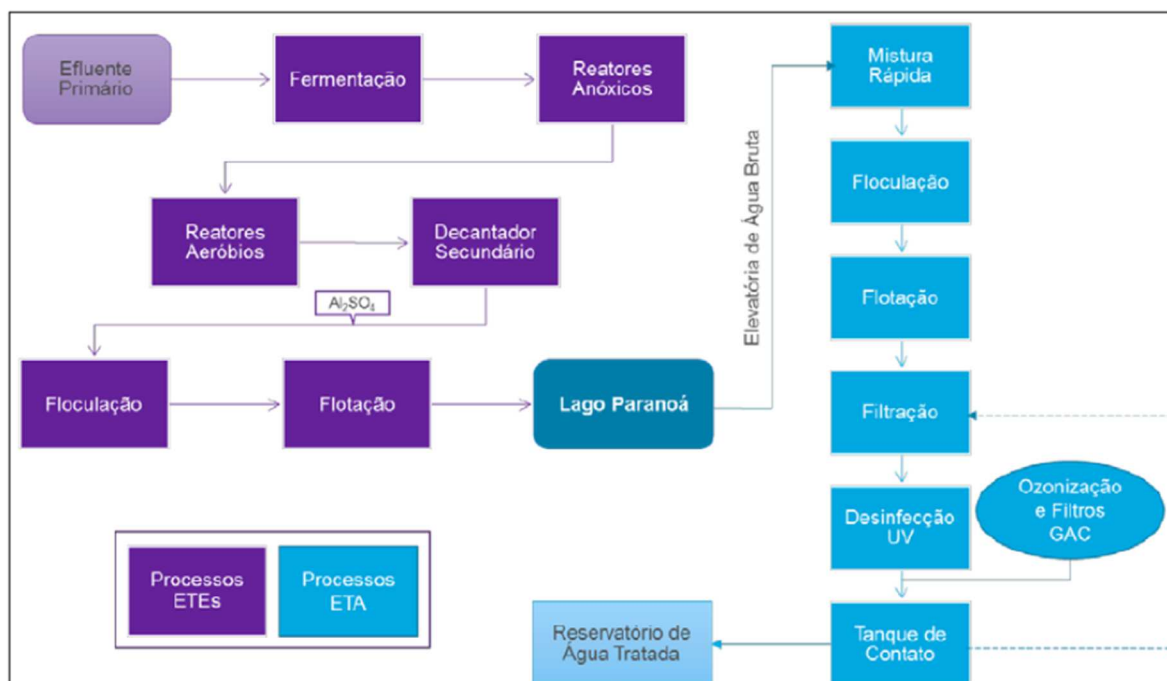 Efluente
Primário
Fermentação
Reatores
Anóxicos
Reatores
Aeróbios
Decantador
Secundário
Al₂SO₄
Floculação
Flotação
Lago Paranoá
Elevatória de Água Bruta
Mistura
Rápida
Floculação
Flotação
Filtração
Desinfecção
UV
Ozonização
e Filtros
GAC
Tanque de
Contato
Reservatório de
Água Tratada
Processos
ETEs
Processos
ETA